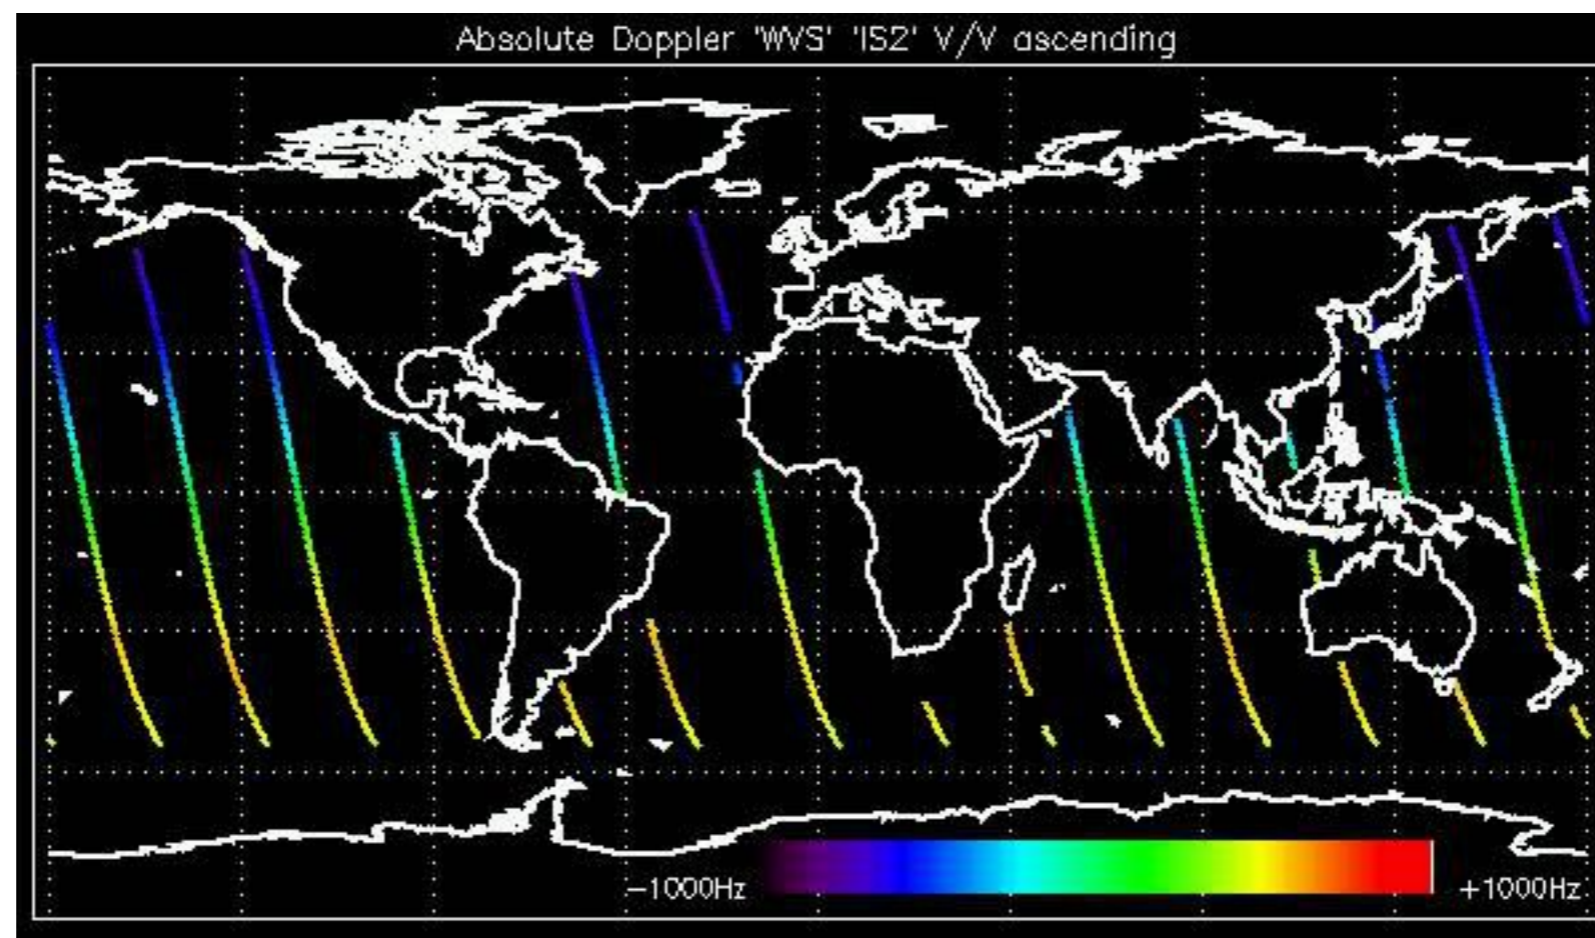 Absolute Doppler 'WVS' 'IS2' V/V ascending
-1000Hz +1000Hz